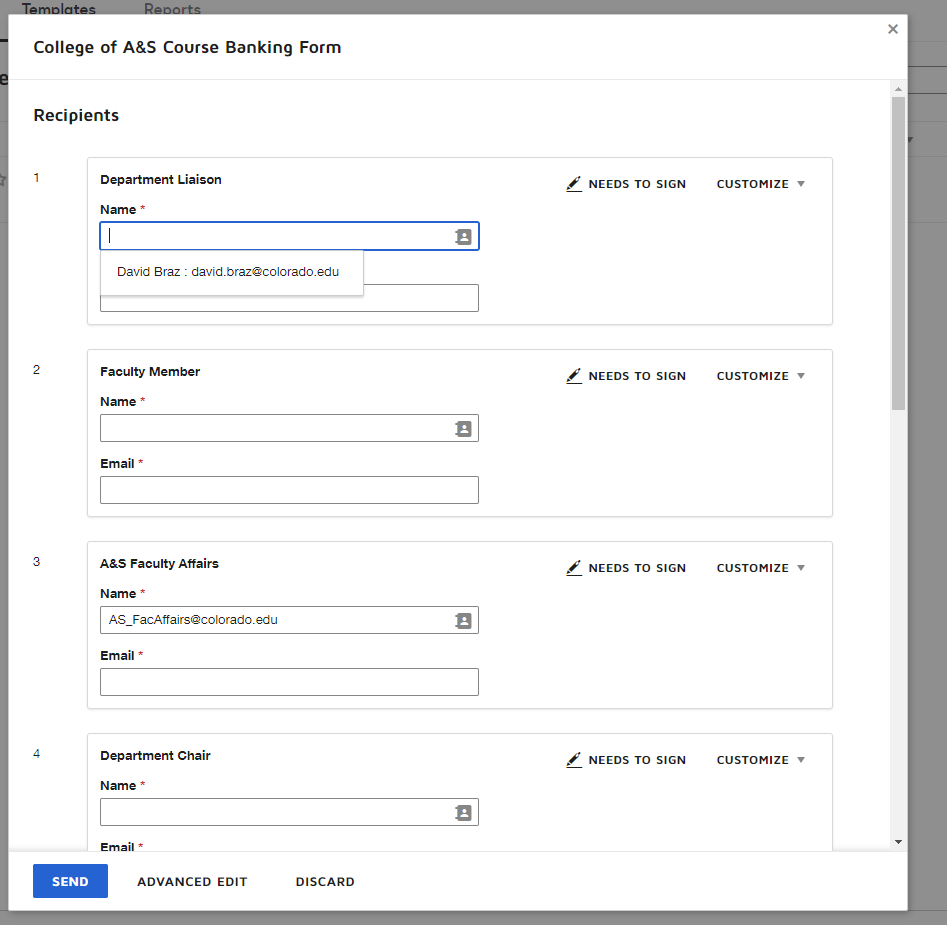 Templates Reports
College of A&S Course Banking Form
Recipients
1
Department Liaison
NEEDS TO SIGN
CUSTOMIZE
Name *
David Braz : david.braz@colorado.edu
2
Faculty Member
NEEDS TO SIGN
CUSTOMIZE
Name *
Email *
3
A&S Faculty Affairs
NEEDS TO SIGN
CUSTOMIZE
Name *
AS_FacAffairs@colorado.edu
Email *
4
Department Chair
NEEDS TO SIGN
CUSTOMIZE
Name *
Email *
SEND
ADVANCED EDIT
DISCARD